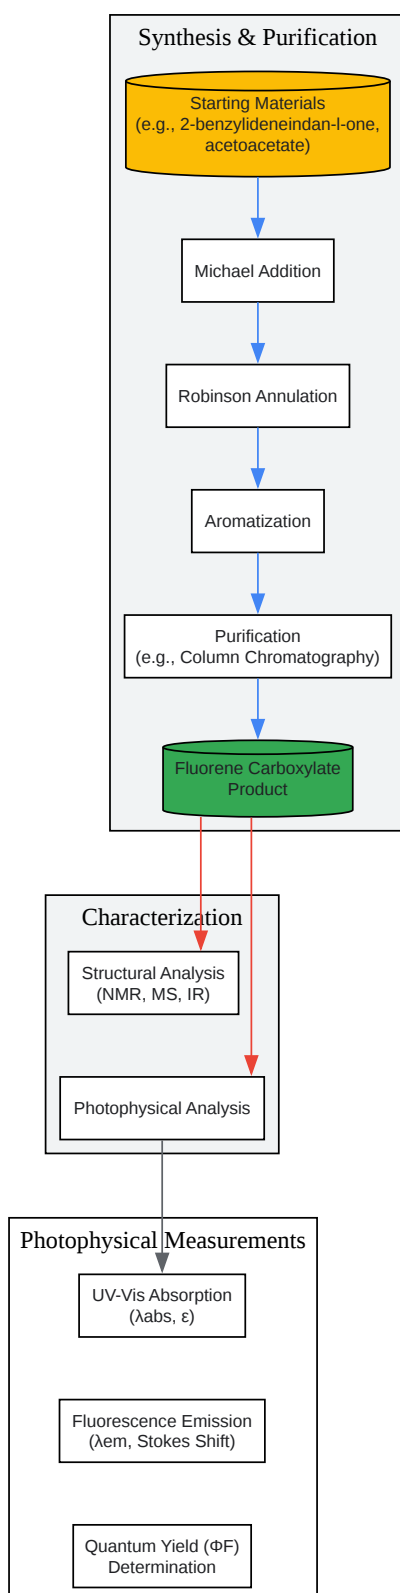 Synthesis & Purification
Starting Materials
(e.g., 2-benzylideneindan-l-one,
acetoacetate)
Michael Addition
Robinson Annulation
Aromatization
Purification
(e.g., Column Chromatography)
Fluorene Carboxylate
Product
Characterization
Structural Analysis
(NMR, MS, IR)
Photophysical Analysis
Photophysical Measurements
UV-Vis Absorption
(λabs, ε)
Fluorescence Emission
(λem, Stokes Shift)
Quantum Yield (ΦF)
Determination